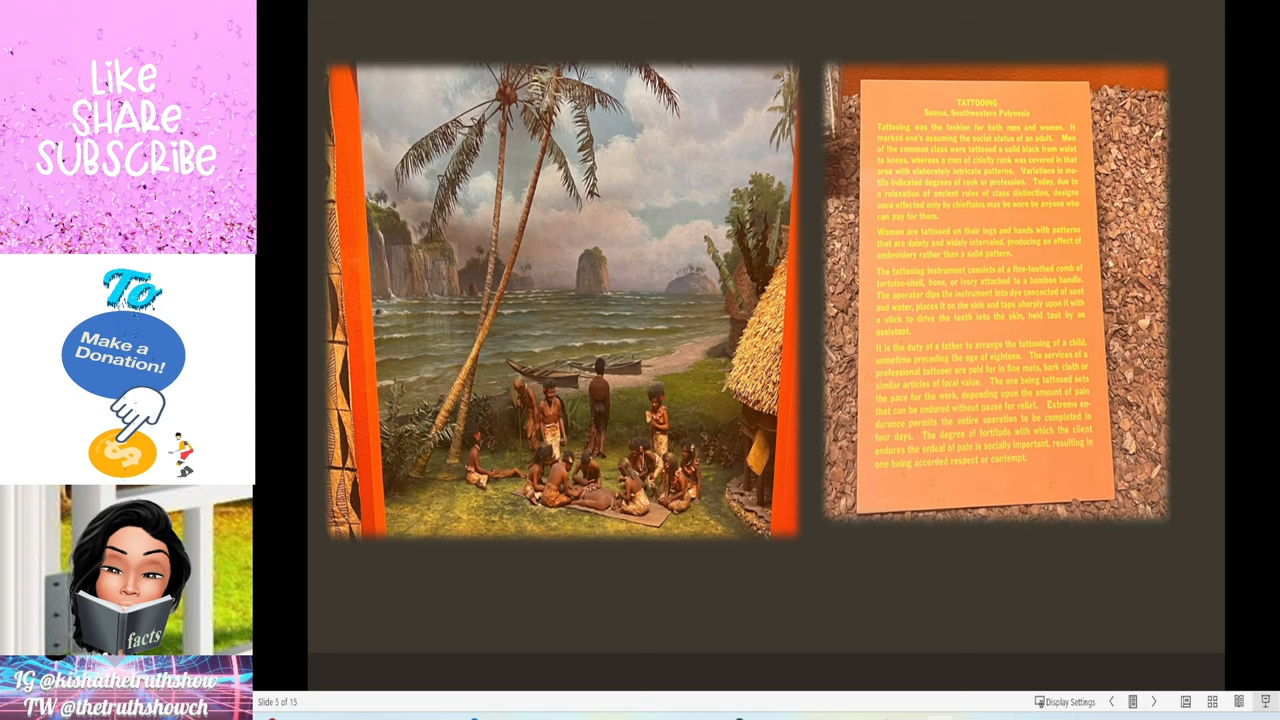 LIKE
SHARE
SUBSCRIBE
To
Make a
Donation!
$
facts
IG @kishathetruthshow
TW @thetruthshowch
TATTOOING
Samoa, Southwestern Polynesia
Tattooing was the fashion for both men and women. It
marked one's assuming the social status of an adult. Men
of the common class were tattooed a solid black from waist
to knees, whereas a man of chiefly rank was covered in that
area with elaborately intricate patterns. Variations in mo-
tifs indicated degrees of rank or profession. Today, due to
a relaxation of ancient rules of class distinction, designs
once effected only by chieftains may be worn by anyone who
can pay for them.
Women are tattooed on their legs and hands with patterns
that are dainty and widely intervaled, producing an effect of
embroidery rather than a solid pattern.
The tattooing instrument consists of a fine-toothed comb of
tortoise-shell, bone, or ivory attached to a bamboo handle.
The operator dips the instrument into dye concocted of soot
and water, places it on the skin and taps sharply upon it with
a stick to drive the teeth into the skin, held taut by an
assistant.
It is the duty of a father to arrange the tattooing of a child,
sometime preceding the age of eighteen. The services of a
professional tattooer are paid for in fine mats, bark cloth or
similar articles of local value. The one being tattooed sets
the pace for the work, depending upon the amount of pain
that can be endured without pause for relief. Extreme en-
durance permits the entire operation to be completed in
four days. The degree of fortitude with which the client
endures the ordeal of pain is socially important, resulting in
one being accorded respect or contempt.
Slide 5 of 15
Display Settings